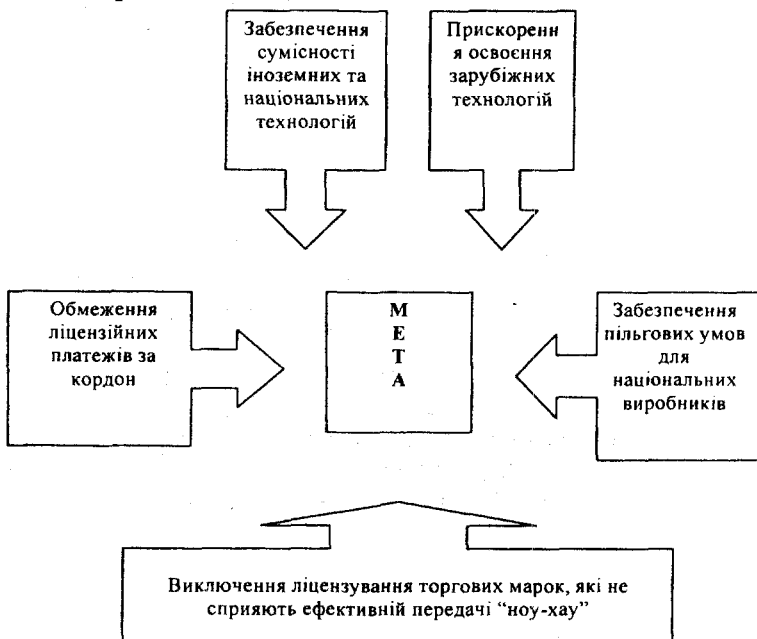 Забезпечення
сумісності
іноземних та
національних
технологій
Прискоренн
я освоєння
зарубіжних
технологій
Обмеження
ліцензійних
платежів за
кордон
М
Е
Т
А
Забезпечення
пільгових умов
для
національних
виробників
Виключення ліцензування торгових марок, які не
сприяють ефективній передачі “ноу-хау”